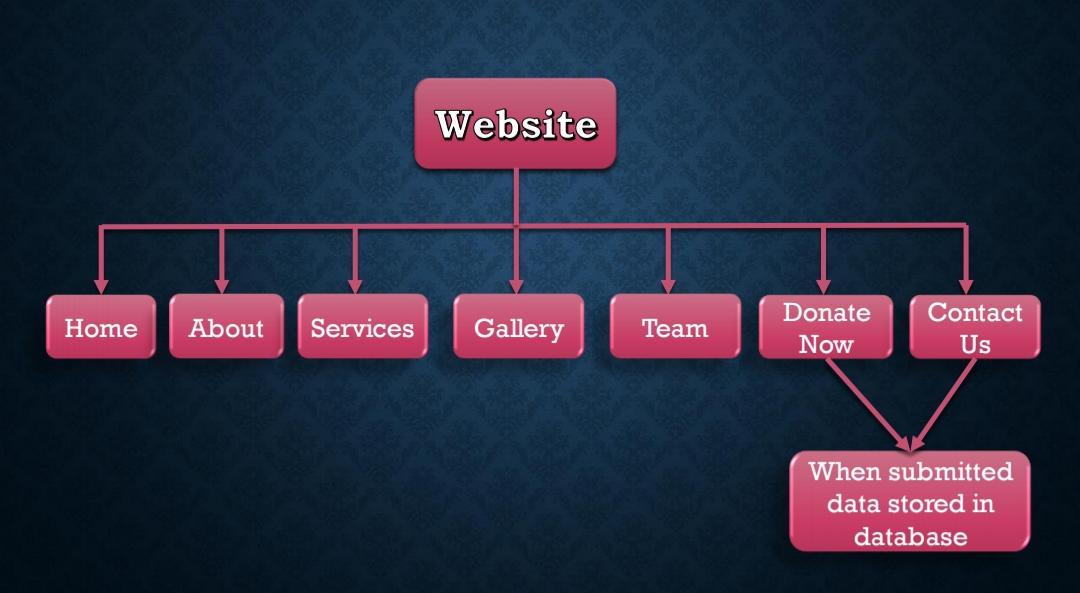 Website
Home
About
Services
Gallery
Team
Donate
Now
Contact
Us
When submitted
data stored in
database